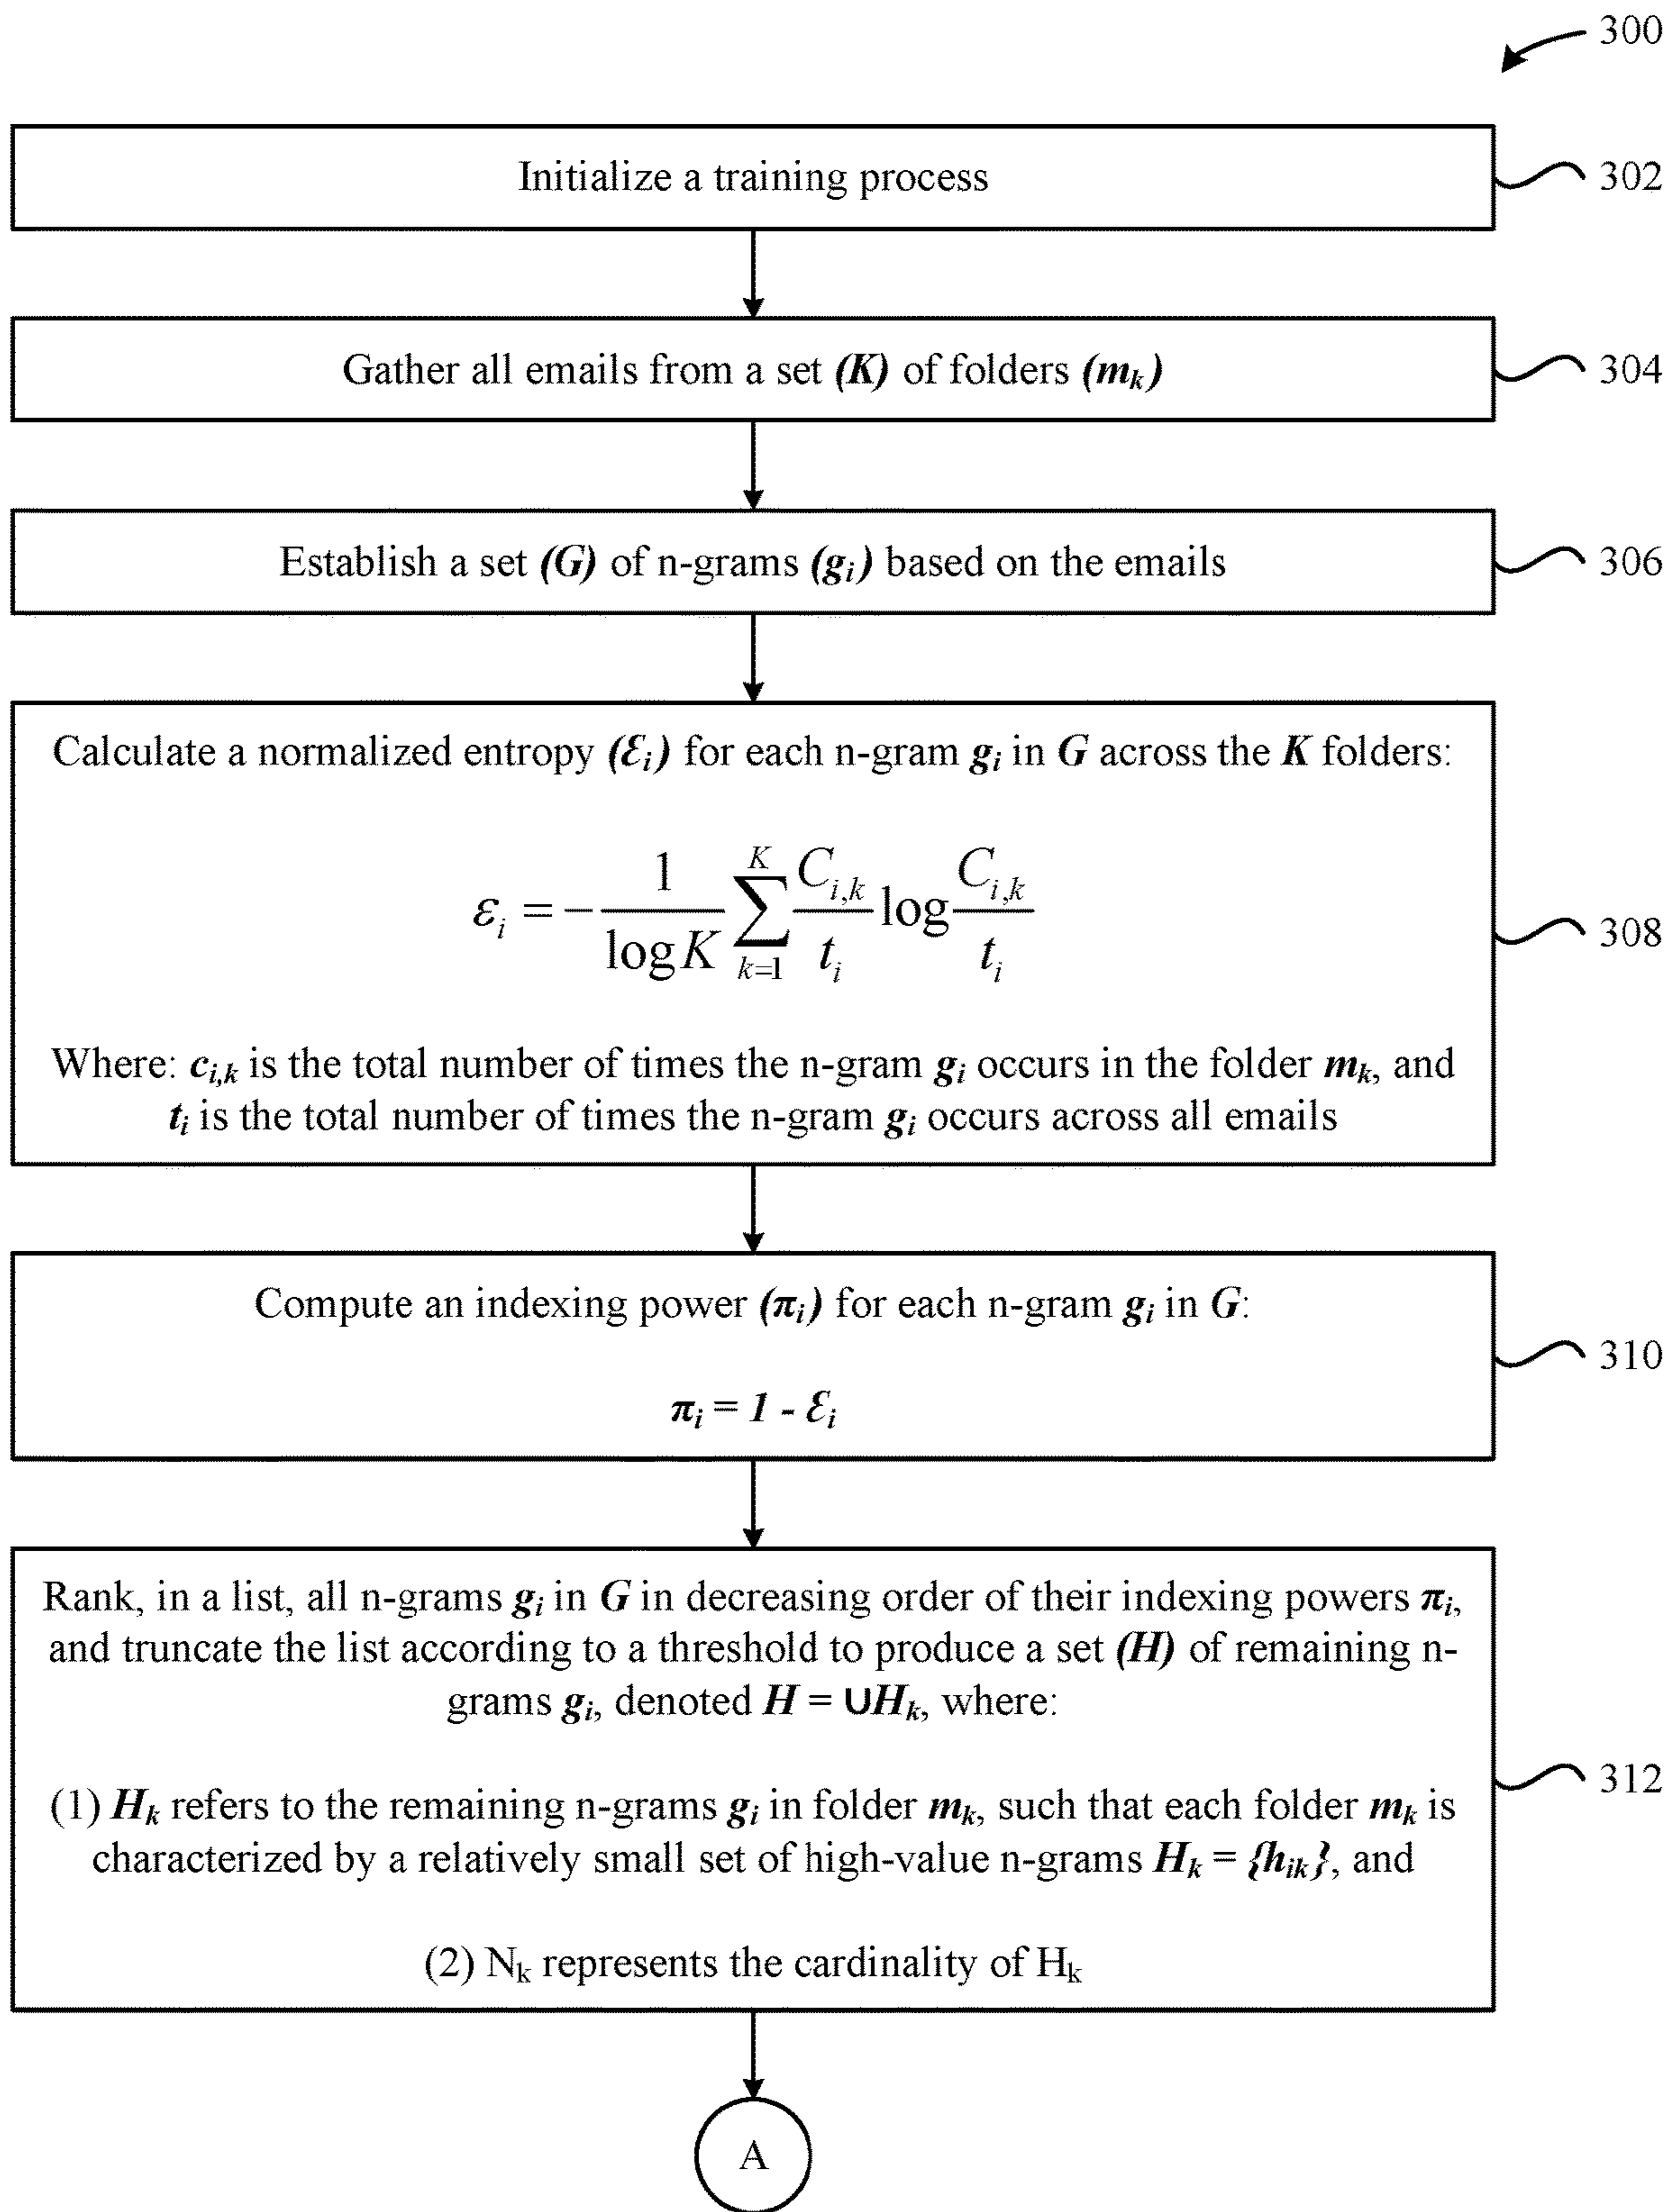 300
Initialize a training process
302
Gather all emails from a set (K) of folders (mₖ)
304
Establish a set (G) of n-grams (gᵢ) based on the emails
306
Calculate a normalized entropy (Ɛᵢ) for each n-gram gᵢ in G across the K folders:
εᵢ = −(1/log K) ∑_{k=1}^{K} (C_{i,k}/tᵢ) log (C_{i,k}/tᵢ)
308
Where: c_{i,k} is the total number of times the n-gram gᵢ occurs in the folder mₖ, and
tᵢ is the total number of times the n-gram gᵢ occurs across all emails
Compute an indexing power (πᵢ) for each n-gram gᵢ in G:
310
πᵢ = 1 - Ɛᵢ
Rank, in a list, all n-grams gᵢ in G in decreasing order of their indexing powers πᵢ,
and truncate the list according to a threshold to produce a set (H) of remaining n-
grams gᵢ, denoted H = ∪Hₖ, where:
312
(1) Hₖ refers to the remaining n-grams gᵢ in folder mₖ, such that each folder mₖ is
characterized by a relatively small set of high-value n-grams Hₖ = {hᵢₖ}, and
(2) Nₖ represents the cardinality of Hₖ
A